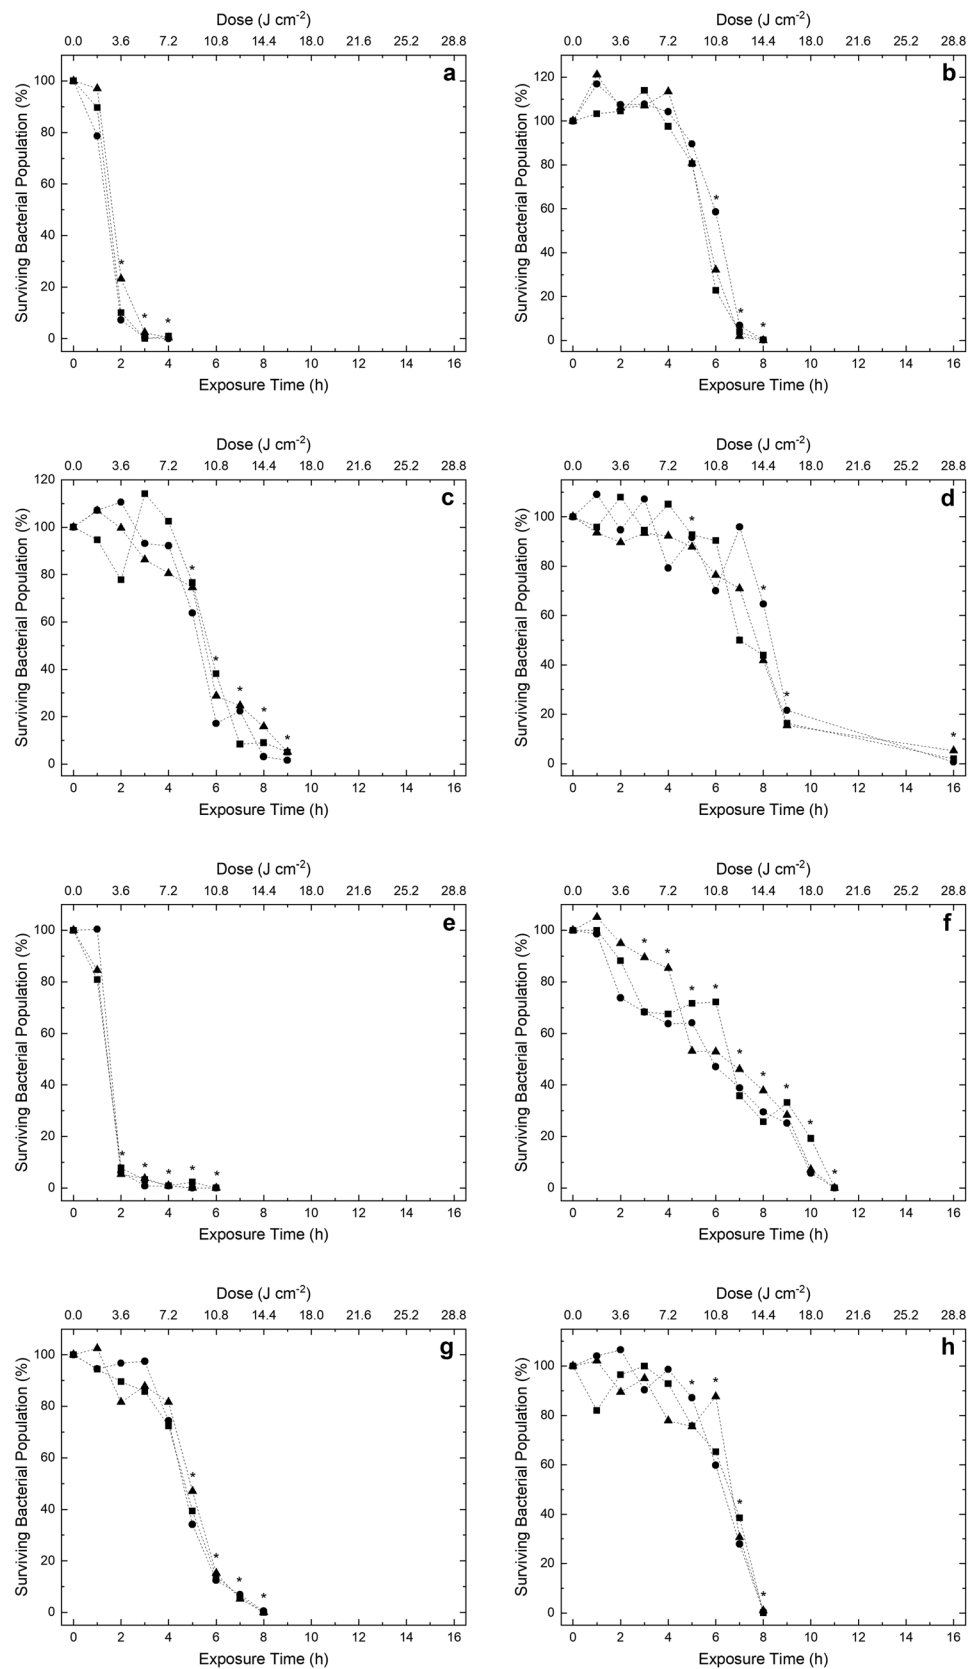 Dose (J cm-2) Dose (J cm-2)
0.0 3.6 7.2 10.8 14.4 18.0 21.6 25.2 28.8 0.0 3.6 7.2 10.8 14.4 18.0 21.6 25.2 28.8
a b
Surviving Bacterial Population (%) Surviving Bacterial Population (%)
100 120
80 100
60 80
40 60
20 40
0 20
0
* * * * * *
0 2 4 6 8 10 12 14 16 0 2 4 6 8 10 12 14 16
Exposure Time (h) Exposure Time (h)
Dose (J cm-2) Dose (J cm-2)
0.0 3.6 7.2 10.8 14.4 18.0 21.6 25.2 28.8 0.0 3.6 7.2 10.8 14.4 18.0 21.6 25.2 28.8
c d
Surviving Bacterial Population (%) Surviving Bacterial Population (%)
120 100
100 80
80 60
60 40
40 20
20 0
0
* * * * * * * * *
0 2 4 6 8 10 12 14 16 0 2 4 6 8 10 12 14 16
Exposure Time (h) Exposure Time (h)
Dose (J cm-2) Dose (J cm-2)
0.0 3.6 7.2 10.8 14.4 18.0 21.6 25.2 28.8 0.0 3.6 7.2 10.8 14.4 18.0 21.6 25.2 28.8
e f
Surviving Bacterial Population (%) Surviving Bacterial Population (%)
100 100
80 80
60 60
40 40
20 20
0 0
* * * * * * * * * * * * * *
0 2 4 6 8 10 12 14 16 0 2 4 6 8 10 12 14 16
Exposure Time (h) Exposure Time (h)
Dose (J cm-2) Dose (J cm-2)
0.0 3.6 7.2 10.8 14.4 18.0 21.6 25.2 28.8 0.0 3.6 7.2 10.8 14.4 18.0 21.6 25.2 28.8
g h
Surviving Bacterial Population (%) Surviving Bacterial Population (%)
100 100
80 80
60 60
40 40
20 20
0 0
* * * * * * * *
0 2 4 6 8 10 12 14 16 0 2 4 6 8 10 12 14 16
Exposure Time (h) Exposure Time (h)